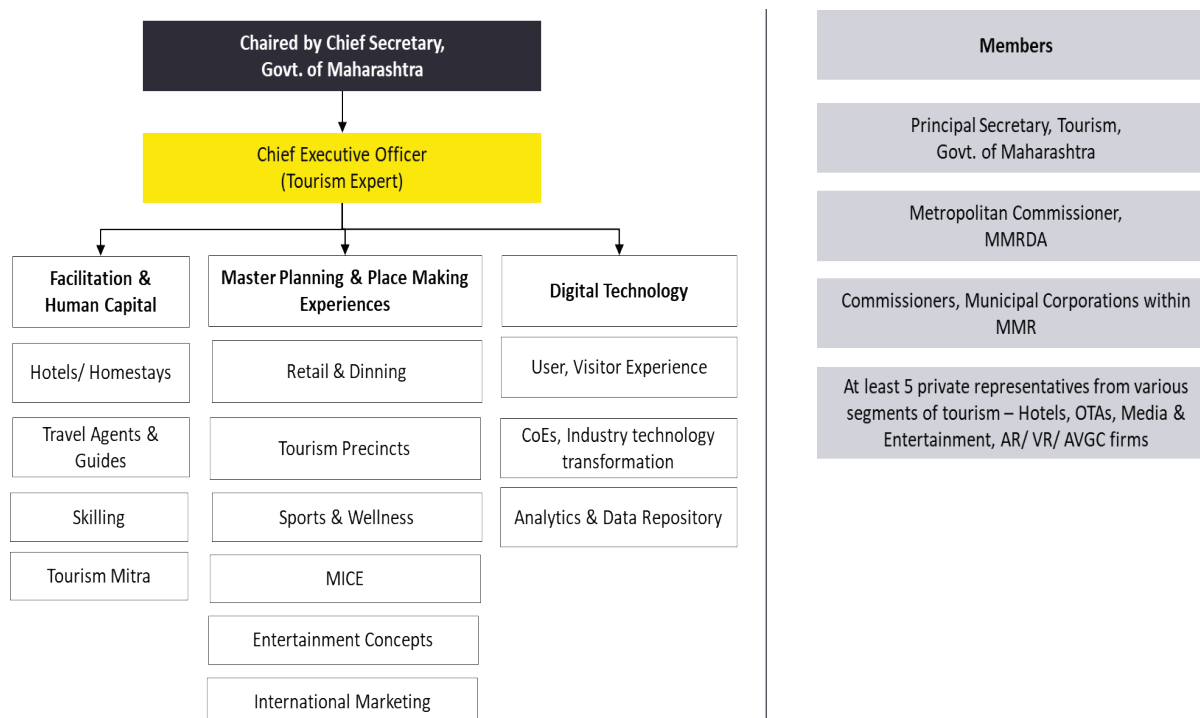 Chaired by Chief Secretary,
Govt. of Maharashtra
Chief Executive Officer
(Tourism Expert)
Facilitation &
Human Capital
Hotels/ Homestays
Travel Agents &
Guides
Skilling
Tourism Mitra
Master Planning & Place Making
Experiences
Retail & Dinning
Tourism Precincts
Sports & Wellness
MICE
Entertainment Concepts
International Marketing
Digital Technology
User, Visitor Experience
CoEs, Industry technology
transformation
Analytics & Data Repository
Members
Principal Secretary, Tourism,
Govt. of Maharashtra
Metropolitan Commissioner,
MMRDA
Commissioners, Municipal Corporations within
MMR
At least 5 private representatives from various
segments of tourism – Hotels, OTAs, Media &
Entertainment, AR/ VR/ AVGC firms